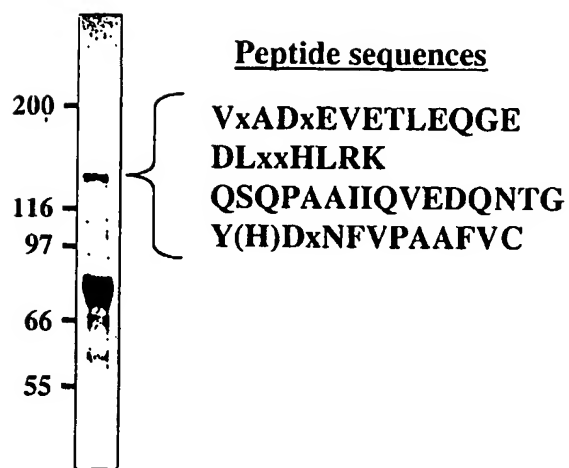 Peptide sequences
200
116
97
66
55
VxADxEVETLEQGE
DLxxHLRK
QSQPAAIIQVEDQNTG
Y(H)DxNFVPAAFVC